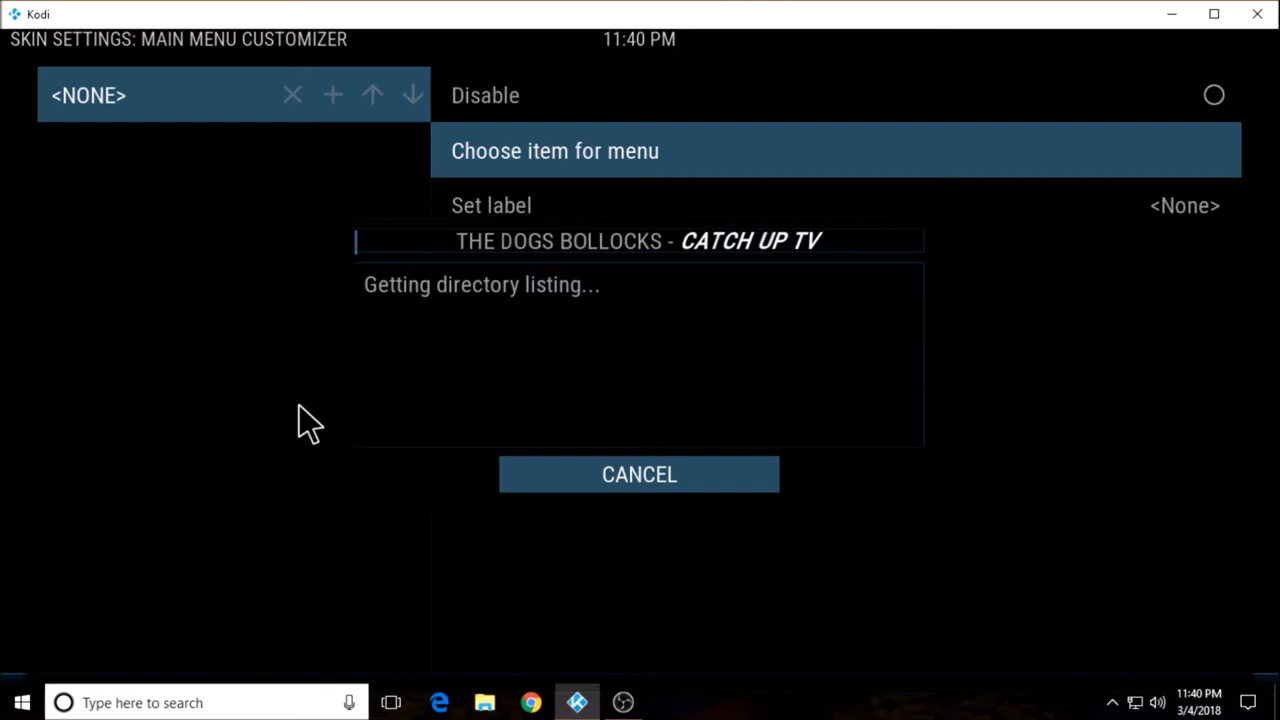 Kodi
SKIN SETTINGS: MAIN MENU CUSTOMIZER
11:40 PM
<NONE>
Disable
Choose item for menu
Set label
<None>
THE DOGS BOLLOCKS - CATCH UP TV
Getting directory listing...
CANCEL
Type here to search
11:40 PM
3/4/2018